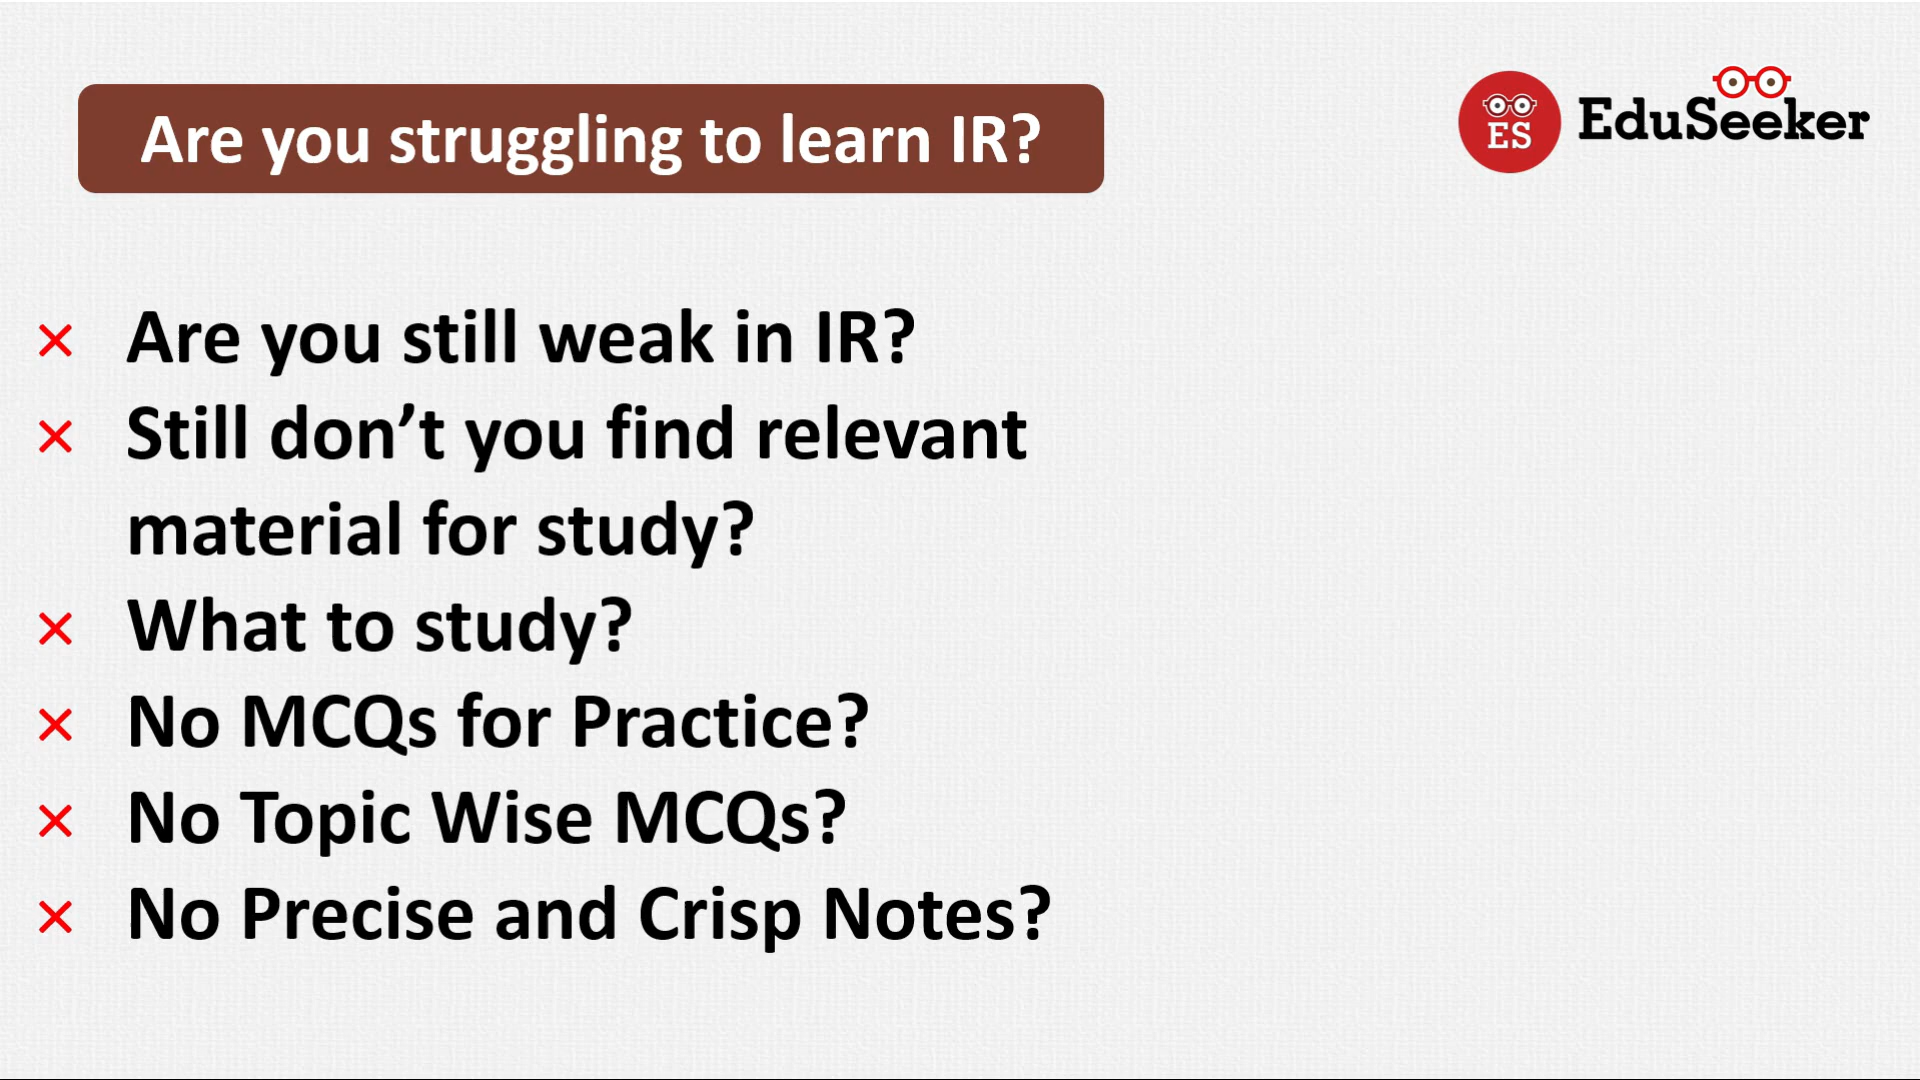 Are you struggling to learn IR?
ES
EduSeeker
Are you still weak in IR?
Still don’t you find relevant
material for study?
What to study?
No MCQs for Practice?
No Topic Wise MCQs?
No Precise and Crisp Notes?